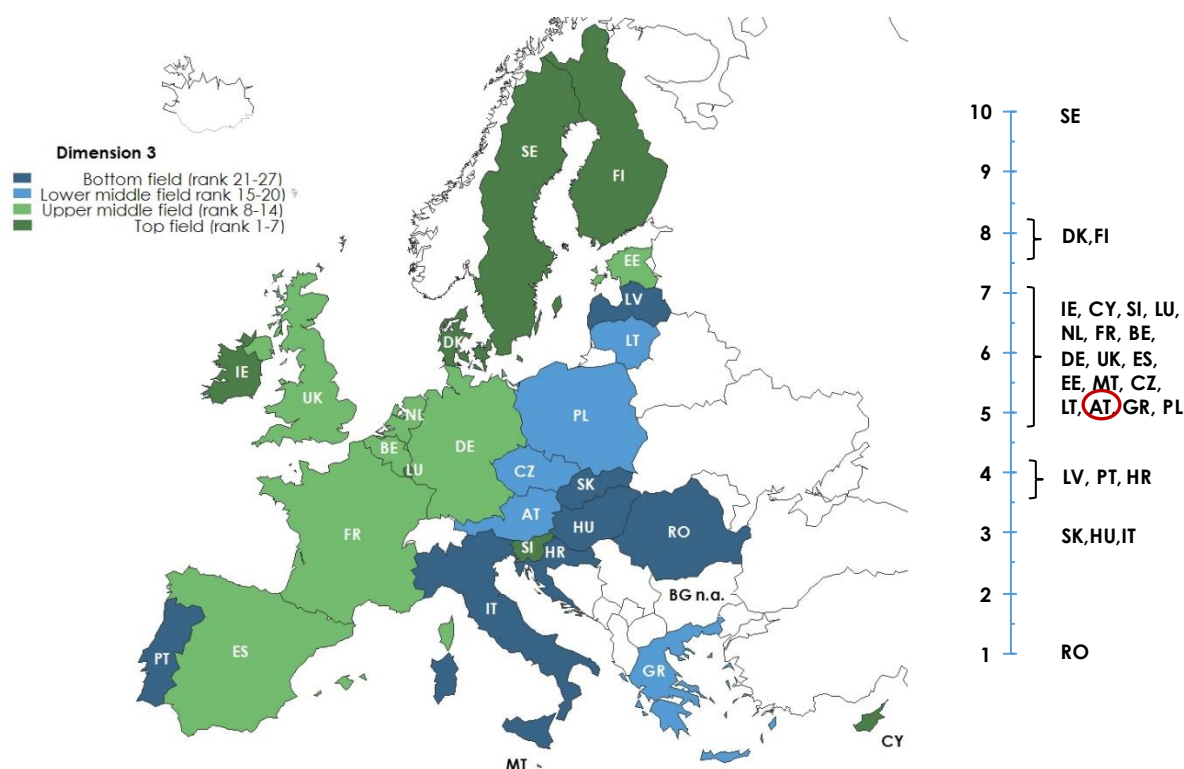 Dimension 3
Bottom field (rank 21-27)
Lower middle field rank 15-20)
Upper middle field (rank 8-14)
Top field (rank 1-7)
SE
FI
EE
LV
LT
DK
IE
UK
NL
BE
LU
DE
PL
CZ
SK
AT
HU
RO
FR
SI
HR
IT
BG n.a.
PT
ES
GR
CY
MT
10
9
8
7
6
5
4
3
2
1
SE
DK,FI
IE, CY, SI, LU,
NL, FR, BE,
DE, UK, ES,
EE, MT, CZ,
LT, AT, GR, PL
LV, PT, HR
SK,HU,IT
RO